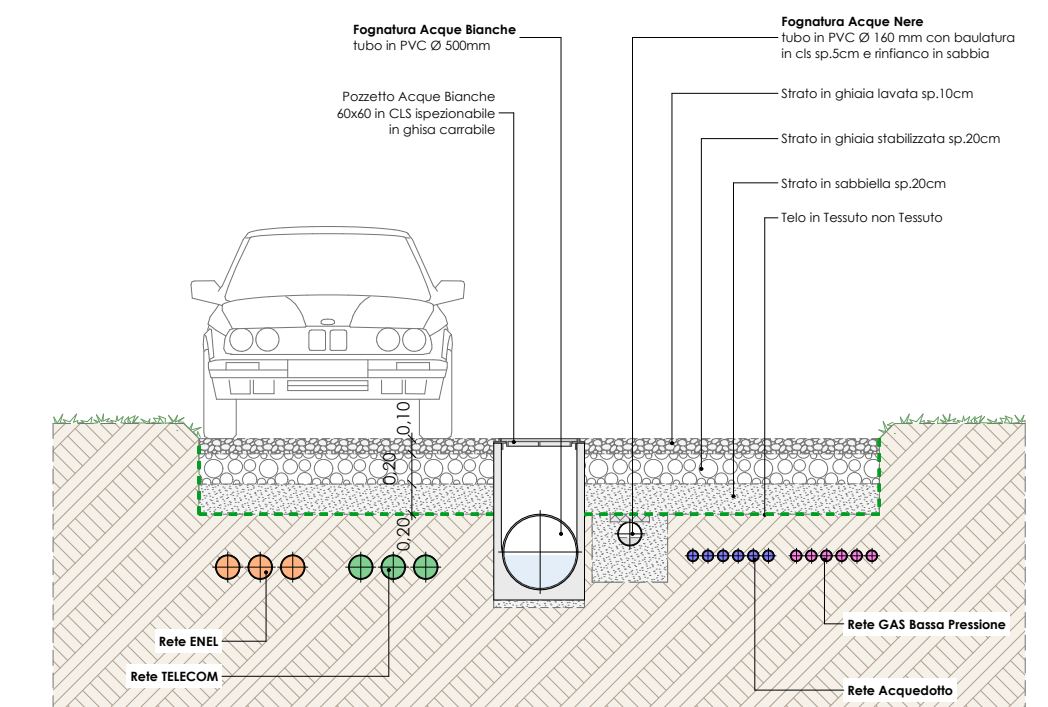 Fognatura Acque Bianche
tubo in PVC Ø 500mm
Pozzetto Acque Bianche
60x60 in CLS ispezionabile
in ghisa carrabile
Fognatura Acque Nere
tubo in PVC Ø 160 mm con baulatura
in cls sp.5cm e rinfianco in sabbia
Strato in ghiaia lavata sp.10cm
Strato in ghiaia stabilizzata sp.20cm
Strato in sabbiella sp.20cm
Telo in Tessuto non Tessuto
0,10
0,20
0,20
Rete ENEL
Rete TELECOM
Rete GAS Bassa Pressione
Rete Acquedotto